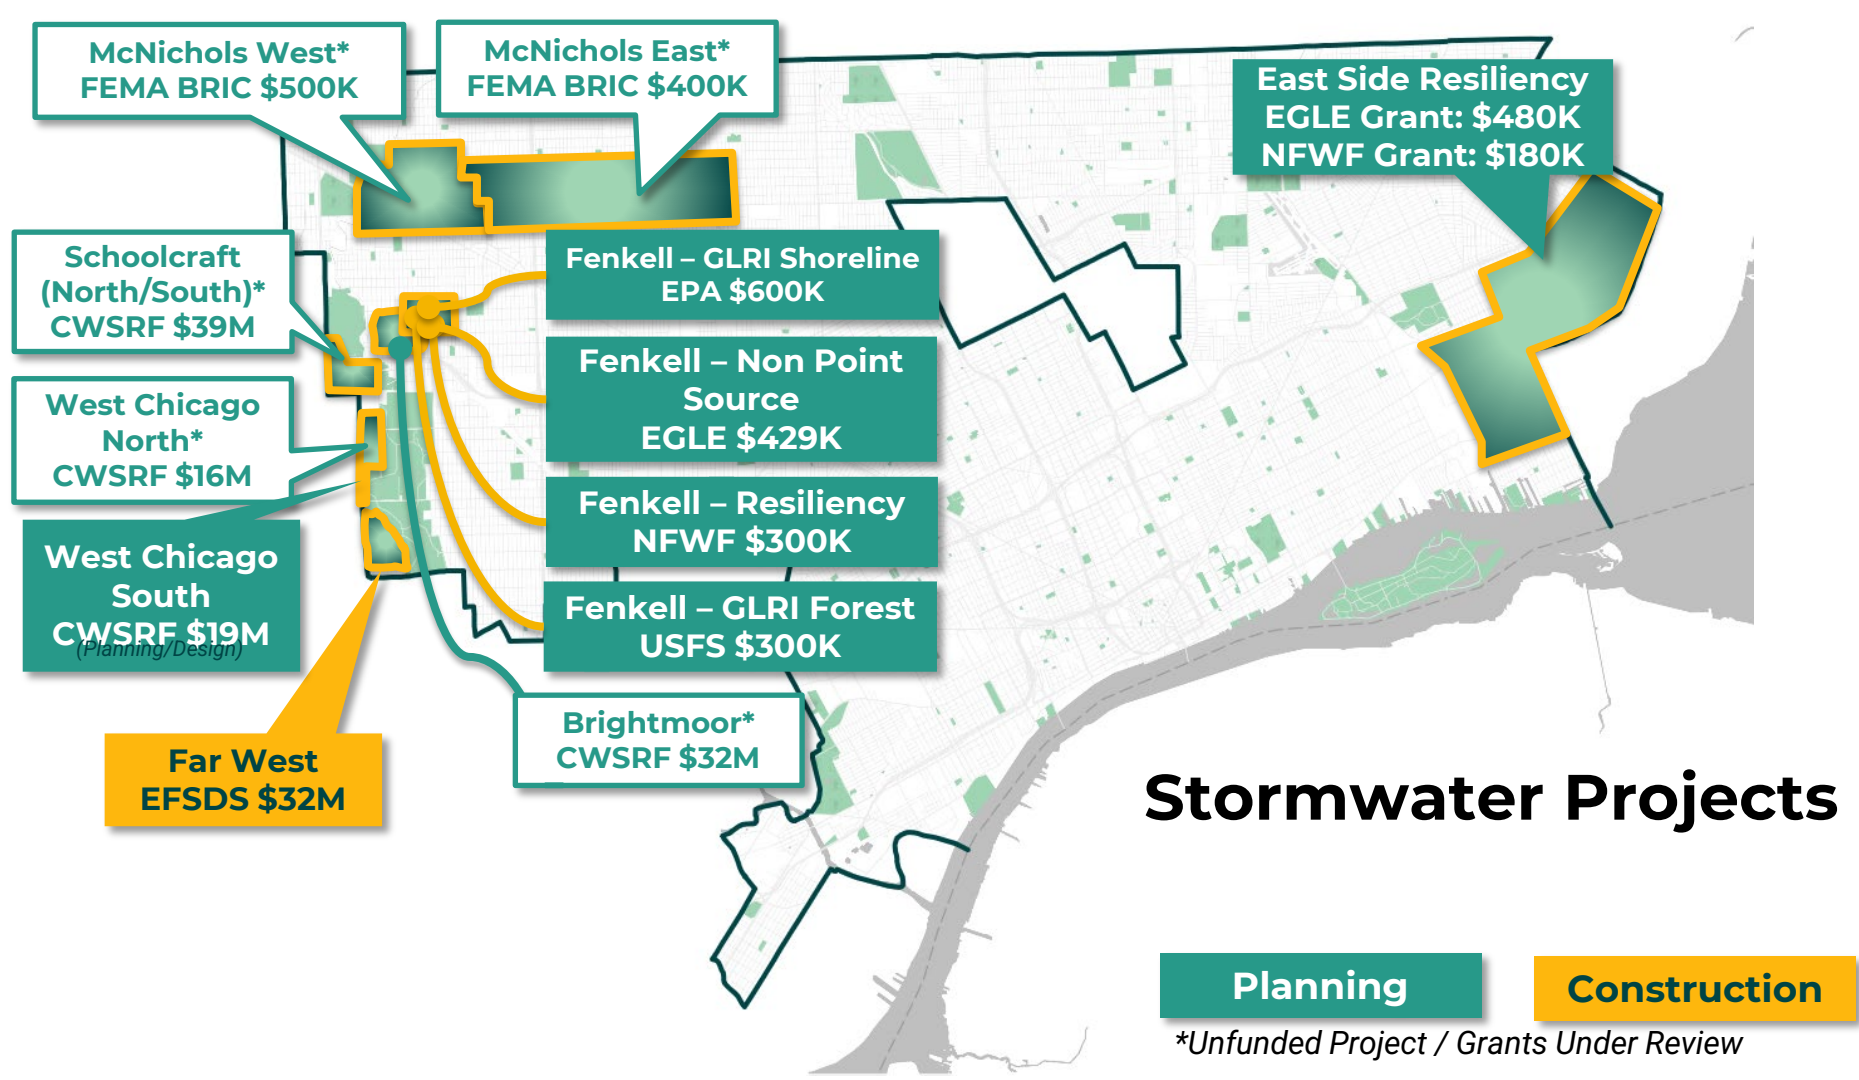 McNichols West*
FEMA BRIC $500K
McNichols East*
FEMA BRIC $400K
East Side Resiliency
EGLE Grant: $480K
NFWF Grant: $180K
Schoolcraft
(North/South)*
CWSRF $39M
Fenkell – GLRI Shoreline
EPA $600K
Fenkell – Non Point
Source
EGLE $429K
West Chicago
North*
CWSRF $16M
Fenkell – Resiliency
NFWF $300K
West Chicago
South
CWSRF $19M
(Planning/Design)
Fenkell – GLRI Forest
USFS $300K
Brightmoor*
CWSRF $32M
Far West
EFSDS $32M
Stormwater Projects
Planning
Construction
*Unfunded Project / Grants Under Review